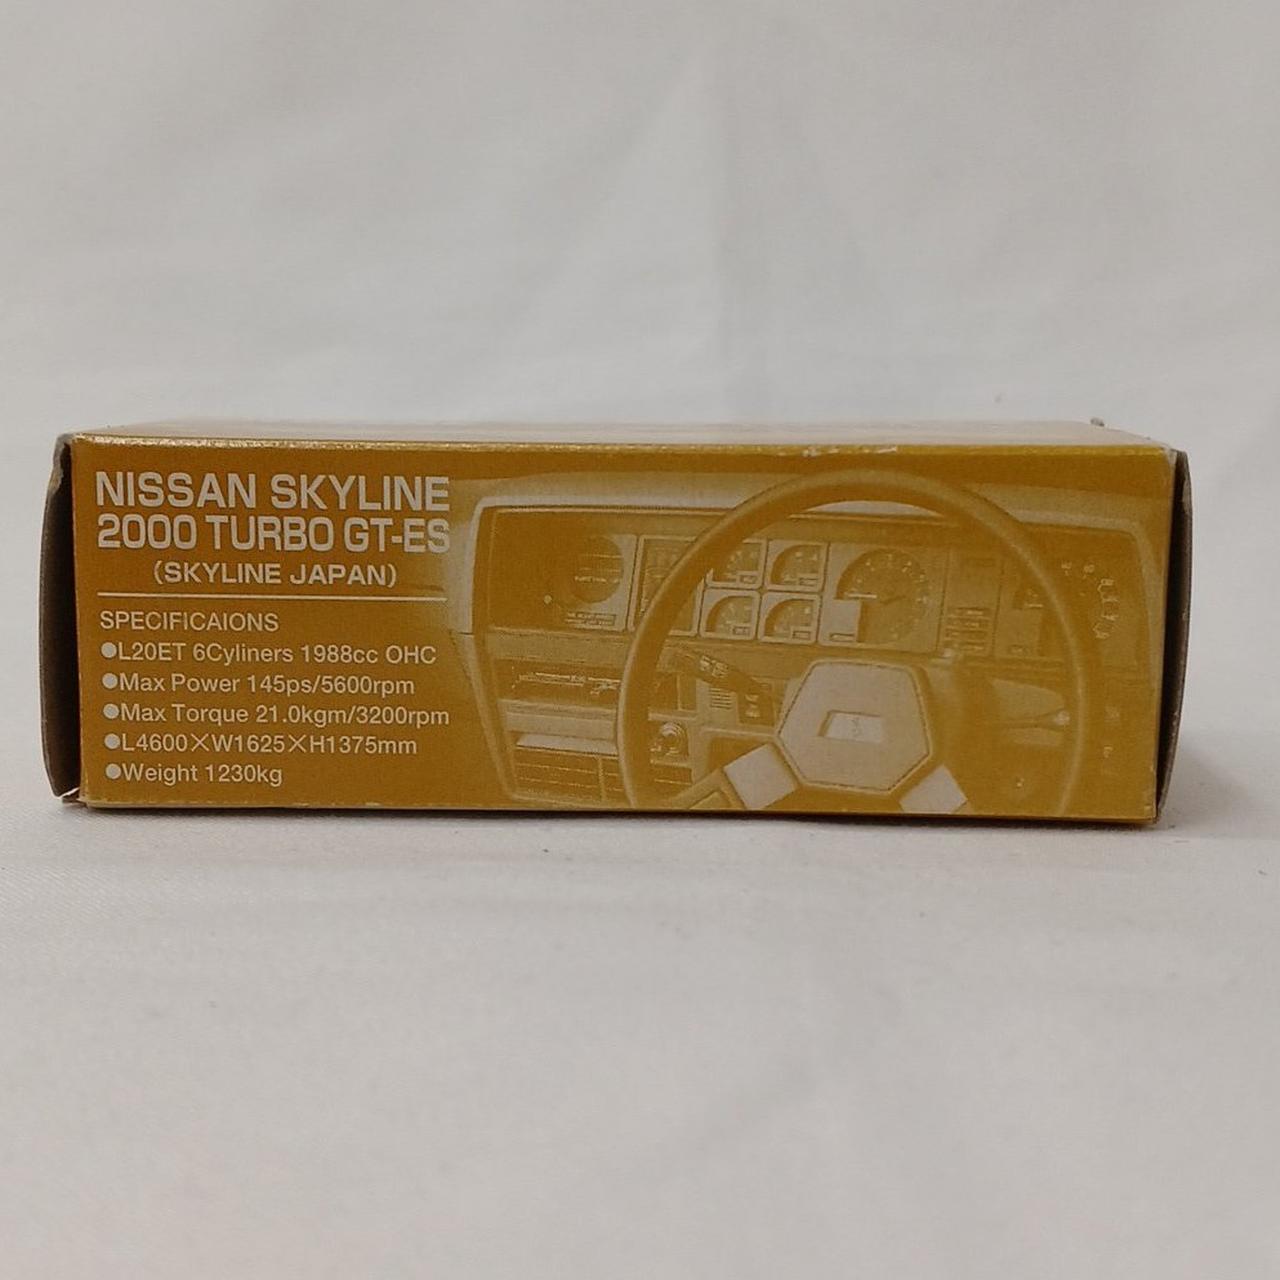 NISSAN SKYLINE
2000 TURBO GT-ES
(SKYLINE JAPAN)
SPECIFICAIONS
●L20ET 6Cyliners 1988cc OHC
●Max Power 145ps/5600rpm
●Max Torque 21.0kgm/3200rpm
●L4600×W1625×H1375mm
●Weight 1230kg